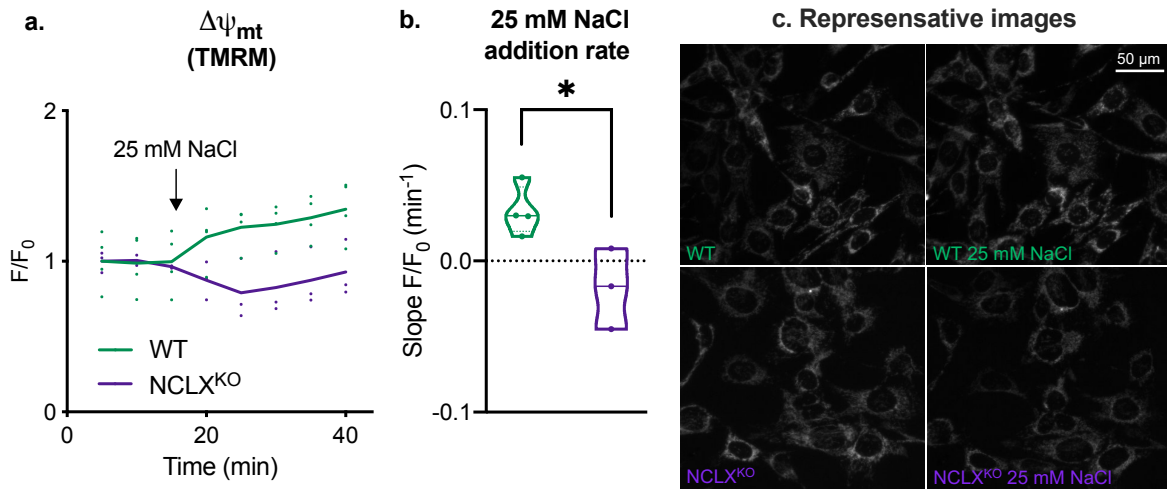 a.
Δψmt
(TMRM)
F/F0
2
1
0
25 mM NaCl
WT
NCLXKO
0
20
40
Time (min)
b.
25 mM NaCl
addition rate
*
Slope F/F0 (min-1)
0.1
0.0
-0.1
c. Represensative images
50 µm
WT
WT 25 mM NaCl
NCLXKO
NCLXKO 25 mM NaCl